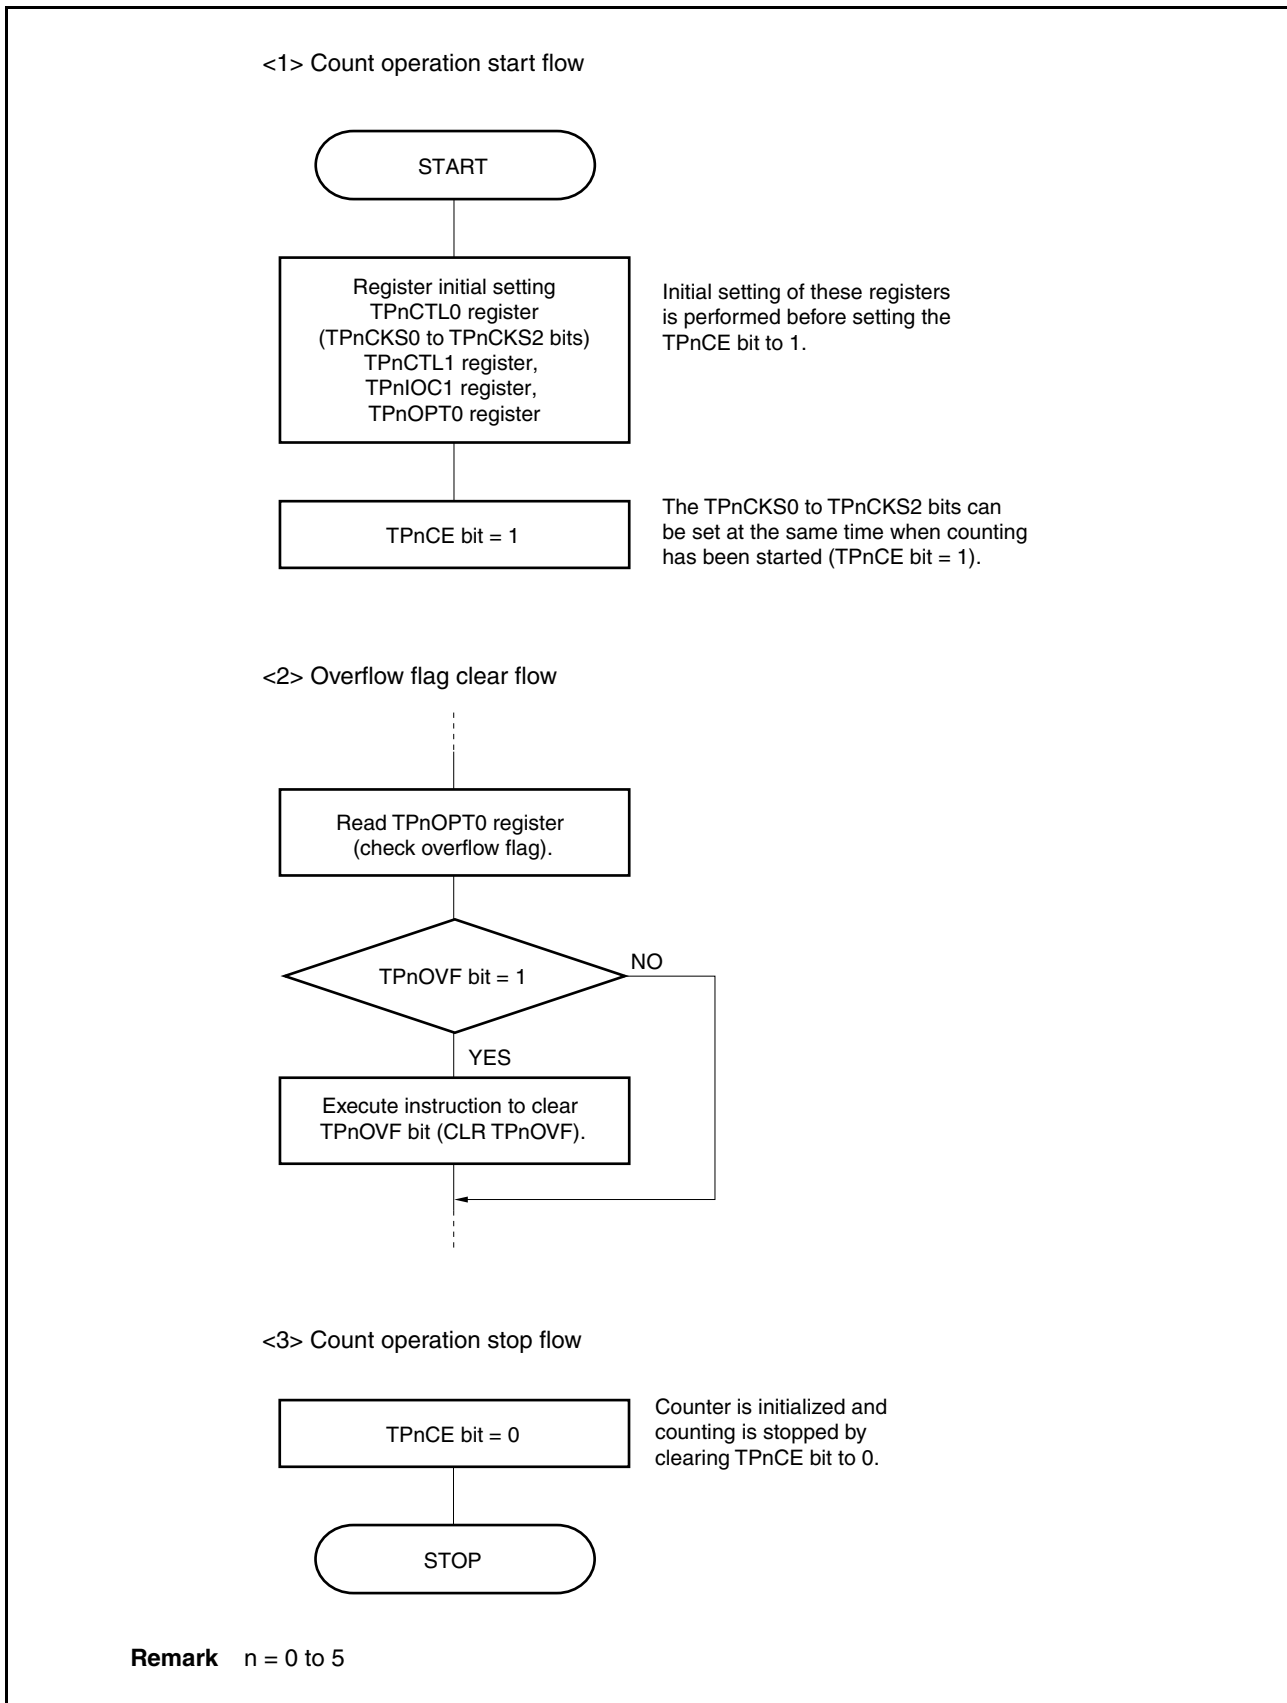 <1> Count operation start flow
START
Register initial setting
TPnCTL0 register
(TPnCKS0 to TPnCKS2 bits)
TPnCTL1 register,
TPnIOC1 register,
TPnOPT0 register
Initial setting of these registers
is performed before setting the
TPnCE bit to 1.
TPnCE bit = 1
The TPnCKS0 to TPnCKS2 bits can
be set at the same time when counting
has been started (TPnCE bit = 1).
<2> Overflow flag clear flow
Read TPnOPT0 register
(check overflow flag).
TPnOVF bit = 1
NO
YES
Execute instruction to clear
TPnOVF bit (CLR TPnOVF).
<3> Count operation stop flow
TPnCE bit = 0
Counter is initialized and
counting is stopped by
clearing TPnCE bit to 0.
STOP
Remark n = 0 to 5